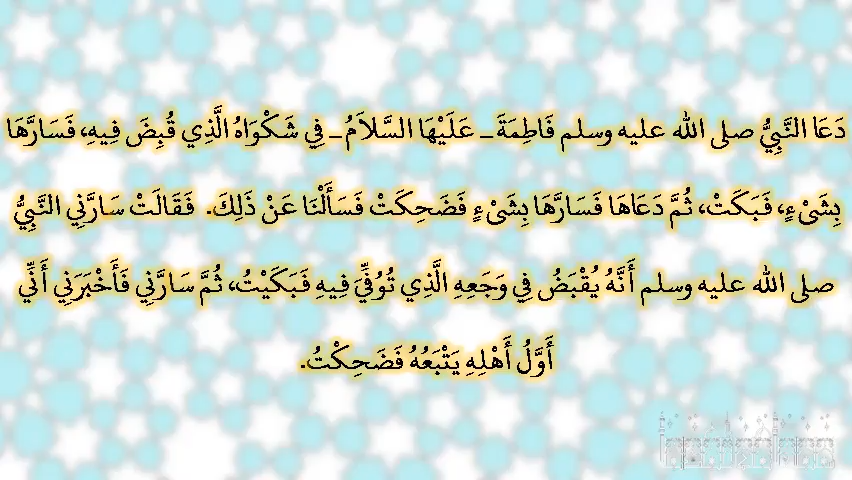 دَعَا النَّبِيُّ صلى الله عليه وسلم فَاطِمَةَ ـ عَلَيْهَا السَّلاَمُ ـ فِي شَكْوَاهُ الَّذِي قُبِضَ فِيهِ، فَسَارَّهَا
بِشَىْءٍ، فَبَكَتْ، ثُمَّ دَعَاهَا فَسَارَّهَا بِشَىْءٍ فَضَحِكَتْ فَسَأَلْنَا عَنْ ذَلِكَ. فَقَالَتْ سَارَّنِي النَّبِيُّ
صلى الله عليه وسلم أَنَّهُ يُقْبَضُ فِي وَجَعِهِ الَّذِي تُوُفِّيَ فِيهِ فَبَكَيْتُ، ثُمَّ سَارَّنِي فَأَخْبَرَنِي أَنِّي
أَوَّلُ أَهْلِهِ يَتْبَعُهُ فَضَحِكْتُ.